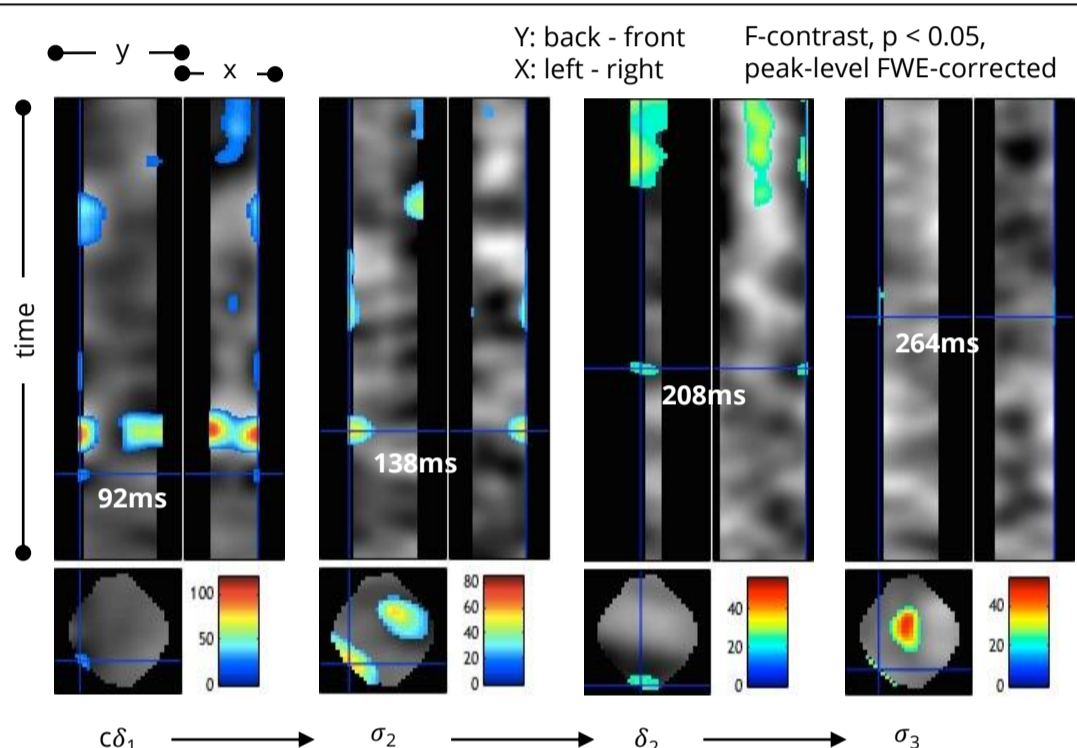 Y: back - front
X: left - right
F-contrast, p < 0.05,
peak-level FWE-corrected
y
x
time
92ms
138ms
208ms
264ms
100
50
0
80
60
40
20
0
40
20
0
40
20
0
cδ₁
σ₂
δ₂
σ₃